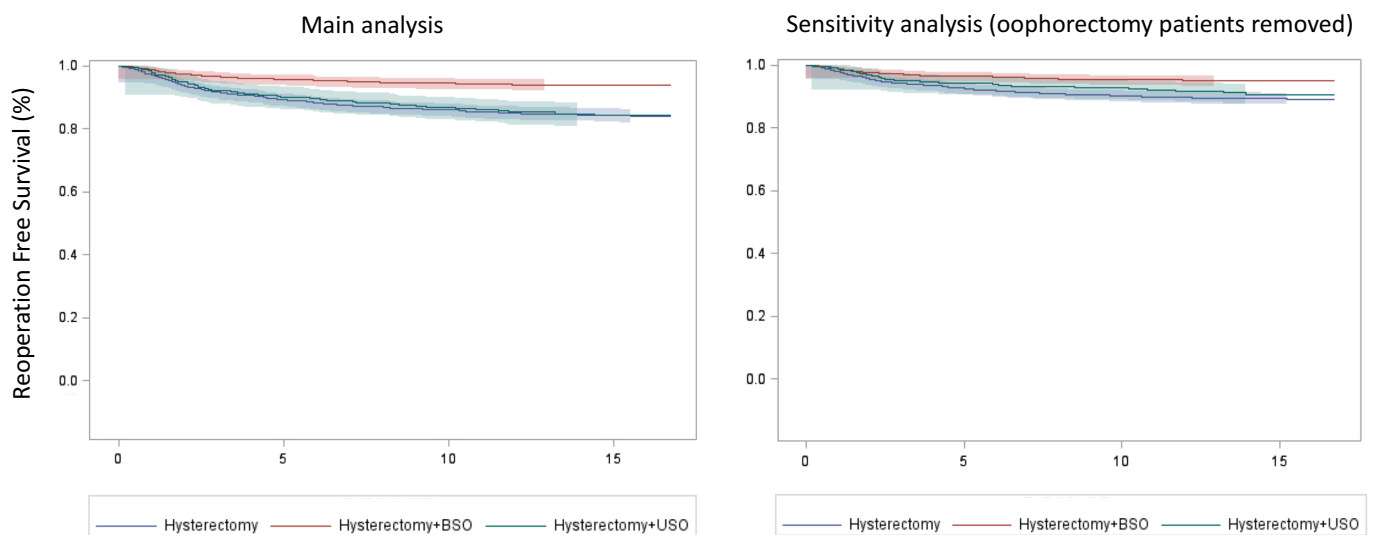 Main analysis
Sensitivity analysis (oophorectomy patients removed)
Reoperation Free Survival (%)
1.0
0.8
0.6
0.4
0.2
0.0
0 5 10 15
Hysterectomy Hysterectomy+BSO Hysterectomy+USO
1.0
0.8
0.6
0.4
0.2
0.0
0 5 10 15
Hysterectomy Hysterectomy+BSO Hysterectomy+USO